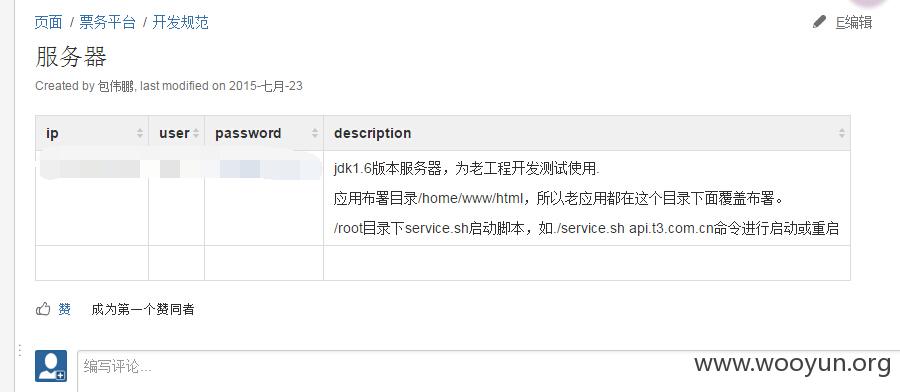 页面 / 票务平台 / 开发规范
E编辑
服务器
Created by 包伟鹏, last modified on 2015-七月-23
ip user password description
jdk1.6版本服务器，为老工程开发测试使用.
应用布署目录/home/www/html，所以老应用都在这个目录下面覆盖布署。
/root目录下service.sh启动脚本，如./service.sh api.t3.com.cn命令进行启动或重启
赞 成为第一个赞同者
编写评论...
www.wooyun.org